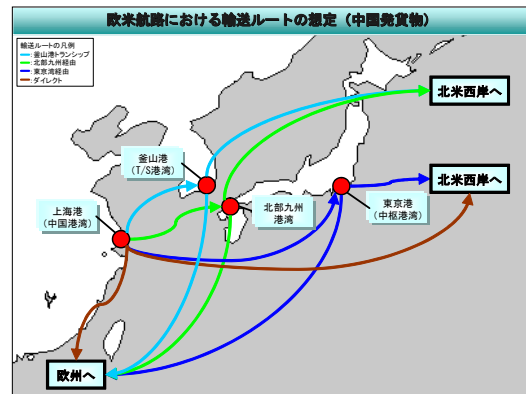 欧米航路における輸送ルートの想定（中国発貨物）
輸送ルートの凡例
:釜山港トランシップ
:北部九州経由
:東京湾経由
:ダイレクト
北米西岸へ
釜山港
（T/S港湾）
北米西岸へ
上海港
（中国港湾）
北部九州
港湾
東京港
（中枢港湾）
欧州へ